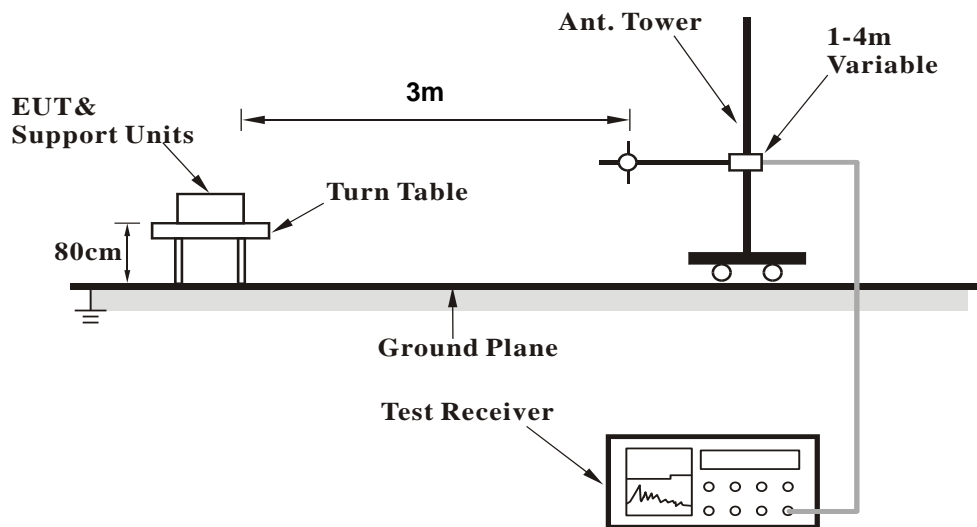 Ant. Tower
1-4m
Variable
3m
EUT&
Support Units
Turn Table
80cm
Ground Plane
Test Receiver